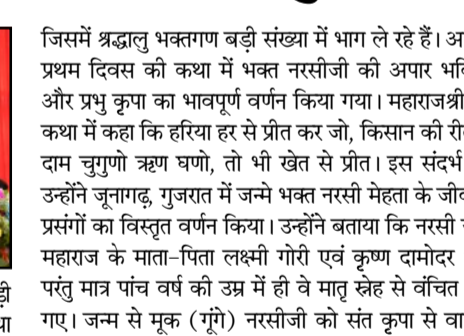 जिसमें श्रद्धालु भक्तगण बड़ी संख्या में भाग ले रहे हैं।
प्रथम दिवस की कथा में भक्त नरसीजी की अपार
और प्रभु कृपा का भावपूर्ण वर्णन किया गया। महाराजश्री
कथा में कहा कि हरिया हर से प्रीत कर जो, किसान की
दाम चुगुणो ऋण घणो, तो भी खेत से प्रीत। इस संदर्भ
उन्होंने जूनागढ़, गुजरात में जन्मे भक्त नरसी मेहता के
प्रसंगों का विस्तृत वर्णन किया। उन्होंने बताया कि नरसी
महाराज के माता-पिता लक्ष्मी गोरी एवं कृष्ण दामोदर
परंतु मात्र पांच वर्ष की उम्र में ही वे मातृ स्नेह से वंचित
गए। जन्म से मूक (गूंगे) नरसीजी को संत कृपा से